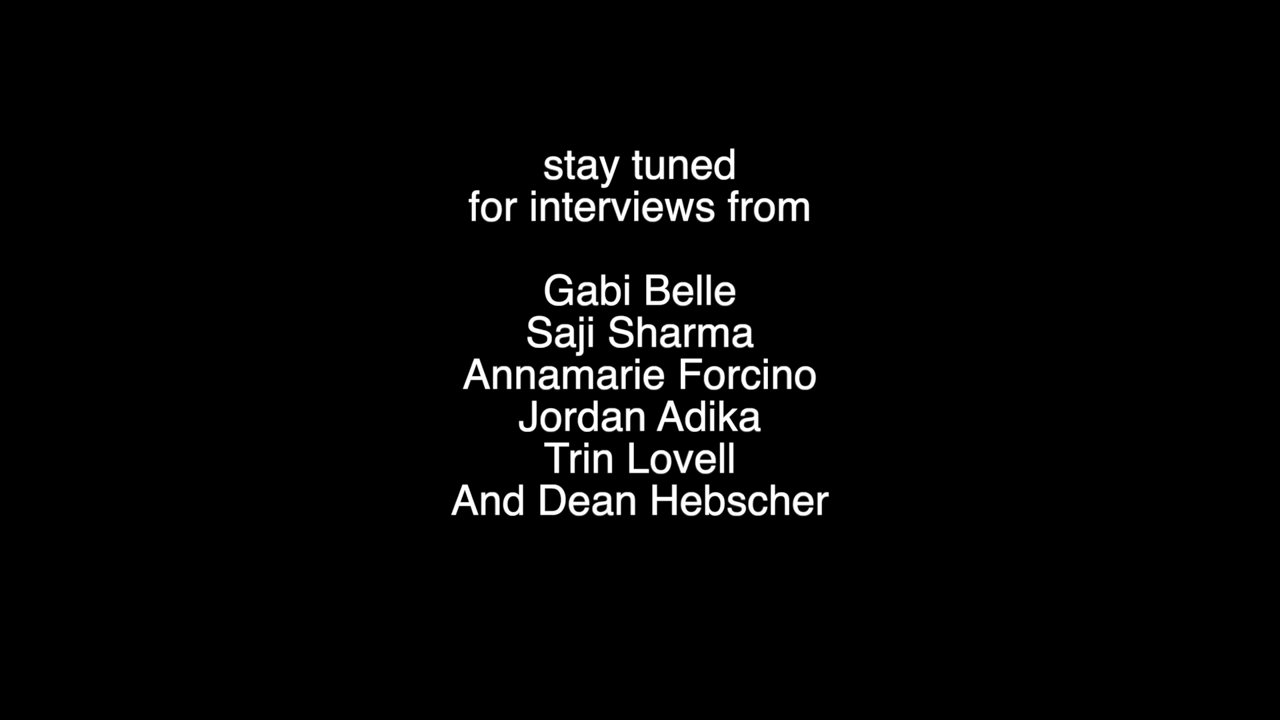 stay tuned
for interviews from
Gabi Belle
Saji Sharma
Annamarie Forcino
Jordan Adika
Trin Lovell
And Dean Hebscher